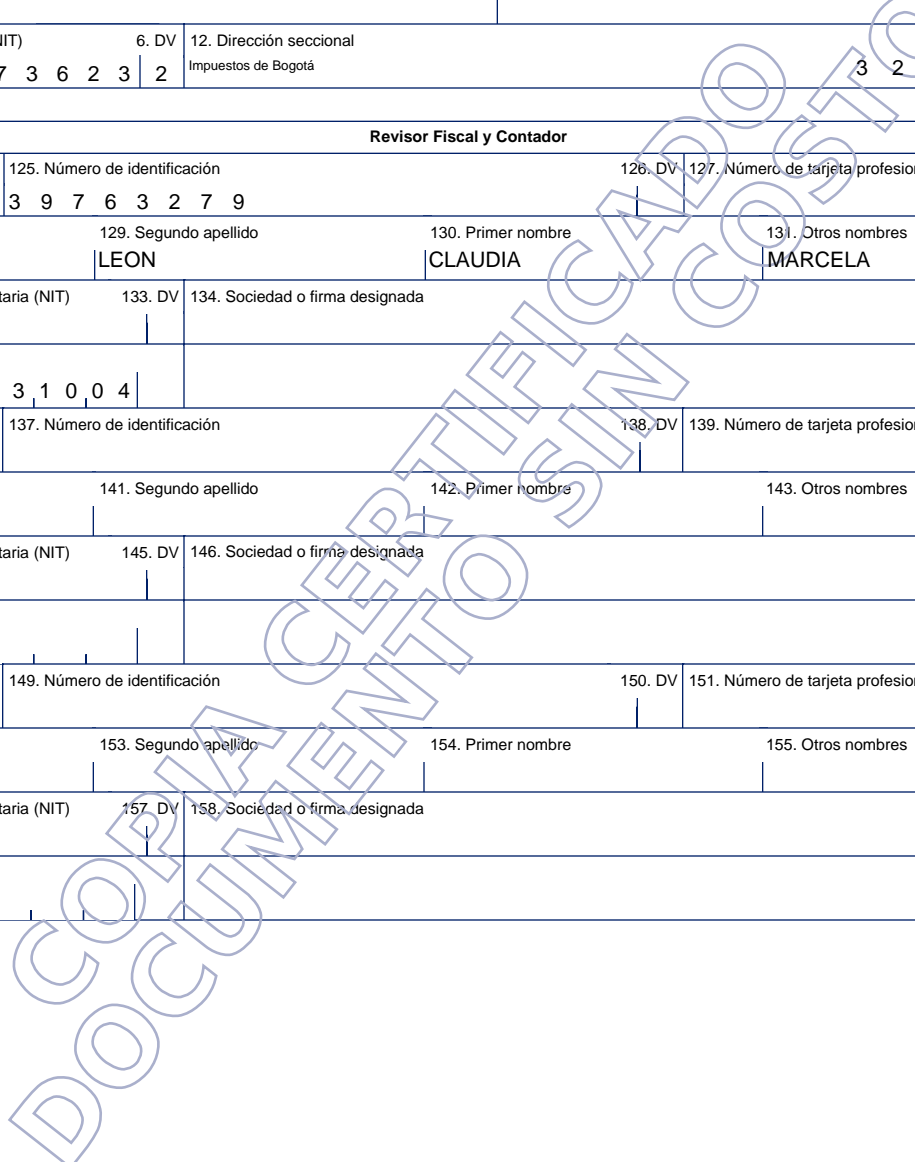 NIT) 6. DV 12. Dirección seccional
7 3 6 2 3 2 Impuestos de Bogotá 3 2
Revisor Fiscal y Contador
125. Número de identificación 126. DV 127. Número de tarjeta profesion
3 9 7 6 3 2 7 9
129. Segundo apellido 130. Primer nombre 131. Otros nombres
LEON CLAUDIA MARCELA
taria (NIT) 133. DV 134. Sociedad o firma designada
3 1 0 0 4
137. Número de identificación 138. DV 139. Número de tarjeta profesion
141. Segundo apellido 142. Primer nombre 143. Otros nombres
taria (NIT) 145. DV 146. Sociedad o firma designada
149. Número de identificación 150. DV 151. Número de tarjeta profesion
153. Segundo apellido 154. Primer nombre 155. Otros nombres
taria (NIT) 157. DV 158. Sociedad o firma designada
COPIA CERTIFICADO
DOCUMENTO SIN COSTO